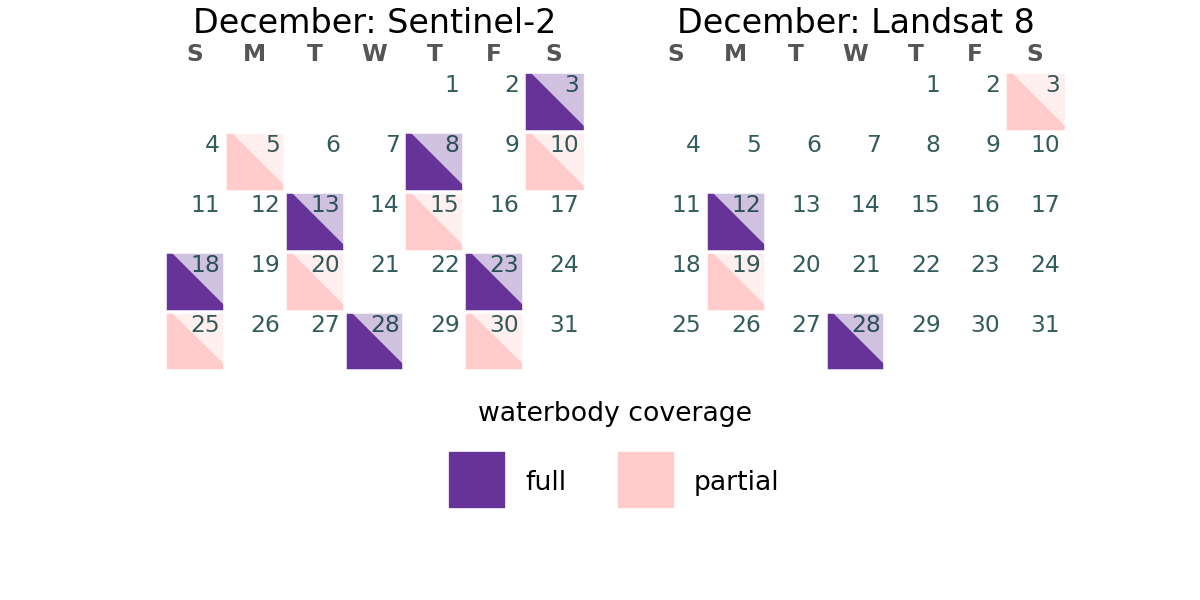 December: Sentinel-2
S M T W T F S
1 2 3
4 5 6 7 8 9 10
11 12 13 14 15 16 17
18 19 20 21 22 23 24
25 26 27 28 29 30 31
December: Landsat 8
S M T W T F S
1 2 3
4 5 6 7 8 9 10
11 12 13 14 15 16 17
18 19 20 21 22 23 24
25 26 27 28 29 30 31
waterbody coverage
full partial